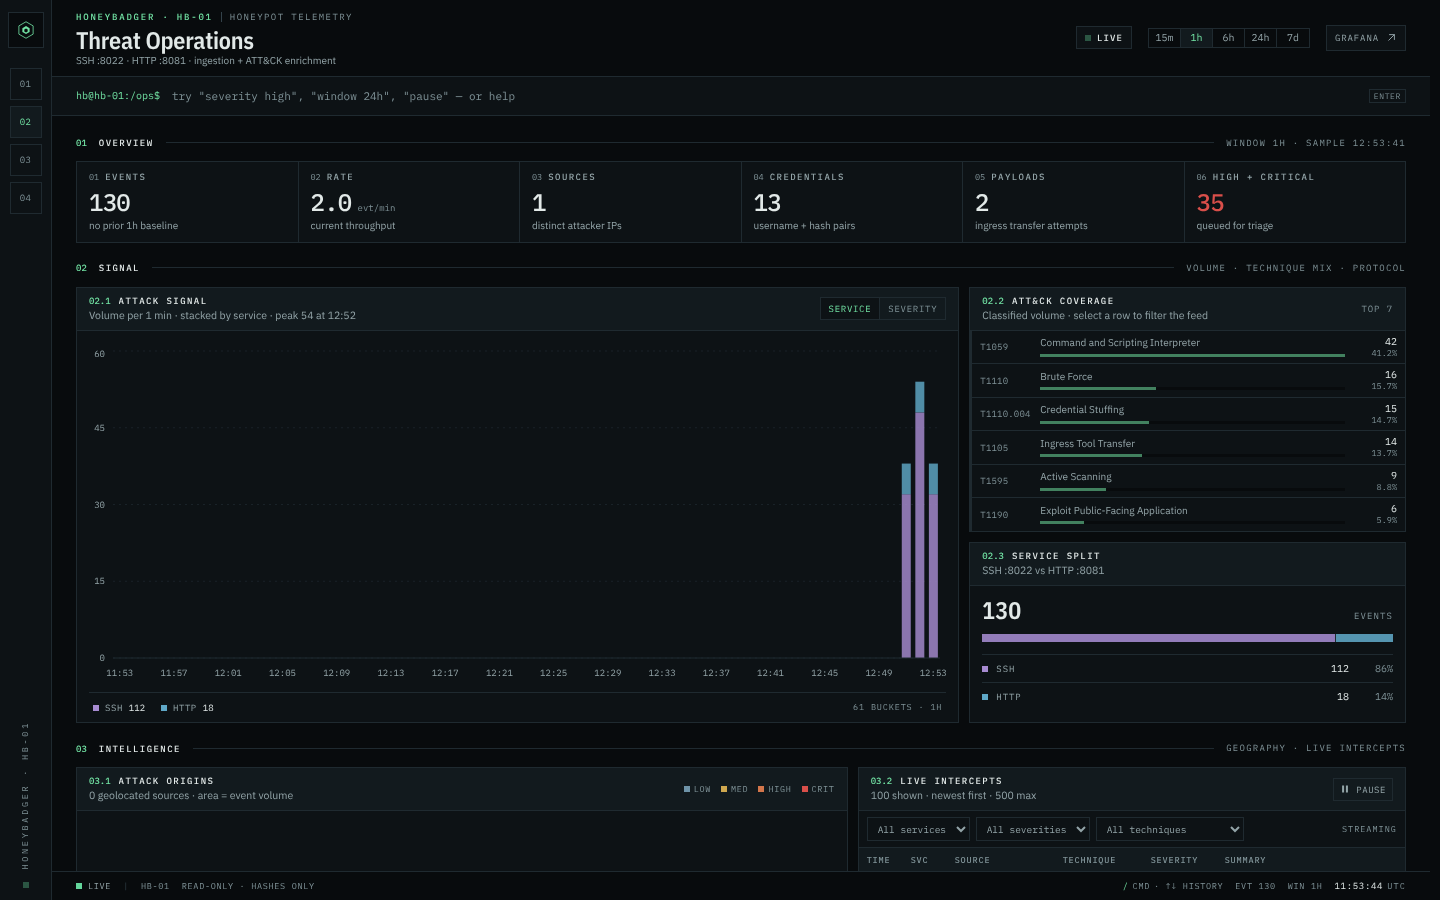 HONEYBADGER · HB-01 | HONEYPOT TELEMETRY
Threat Operations
SSH :8022 · HTTP :8081 · ingestion + ATT&CK enrichment
LIVE
15m 1h 6h 24h 7d
GRAFANA ↗
01
02
03
04
HONEYBADGER · HB-01
hb@hb-01:/ops$ try "severity high", "window 24h", "pause" — or help
ENTER
01 OVERVIEW
WINDOW 1H · SAMPLE 12:53:41
01 EVENTS
130
no prior 1h baseline
02 RATE
2.0 evt/min
current throughput
03 SOURCES
1
distinct attacker IPs
04 CREDENTIALS
13
username + hash pairs
05 PAYLOADS
2
ingress transfer attempts
06 HIGH + CRITICAL
35
queued for triage
02 SIGNAL
VOLUME · TECHNIQUE MIX · PROTOCOL
02.1 ATTACK SIGNAL
Volume per 1 min · stacked by service · peak 54 at 12:52
SERVICE SEVERITY
60
45
30
15
0
11:53 11:57 12:01 12:05 12:09 12:13 12:17 12:21 12:25 12:29 12:33 12:37 12:41 12:45 12:49 12:53
SSH 112 HTTP 18
61 BUCKETS · 1H
02.2 ATT&CK COVERAGE
Classified volume · select a row to filter the feed
TOP 7
T1059 Command and Scripting Interpreter 42
41.2%
T1110 Brute Force 16
15.7%
T1110.004 Credential Stuffing 15
14.7%
T1105 Ingress Tool Transfer 14
13.7%
T1595 Active Scanning 9
8.8%
T1190 Exploit Public-Facing Application 6
5.9%
02.3 SERVICE SPLIT
SSH :8022 vs HTTP :8081
130
EVENTS
SSH 112 86%
HTTP 18 14%
03 INTELLIGENCE
GEOGRAPHY · LIVE INTERCEPTS
03.1 ATTACK ORIGINS
0 geolocated sources · area = event volume
LOW MED HIGH CRIT
03.2 LIVE INTERCEPTS
100 shown · newest first · 500 max
PAUSE
All services All severities All techniques
STREAMING
TIME SVC SOURCE TECHNIQUE SEVERITY SUMMARY
LIVE | HB-01 READ-ONLY · HASHES ONLY
/ CMD · ↑↓ HISTORY EVT 130 WIN 1H 11:53:44 UTC